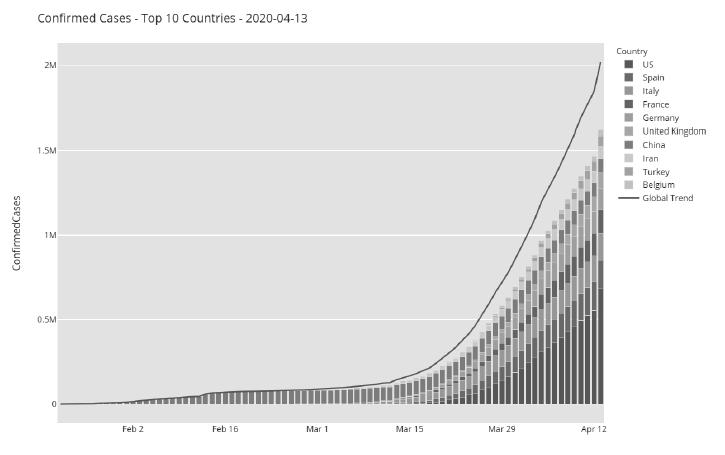 Confirmed Cases - Top 10 Countries - 2020-04-13
Country
US
Spain
Italy
France
Germany
United Kingdom
China
Iran
Turkey
Belgium
Global Trend
ConfirmedCases
2M
1.5M
1M
0.5M
0
Feb 2
Feb 16
Mar 1
Mar 15
Mar 29
Apr 12